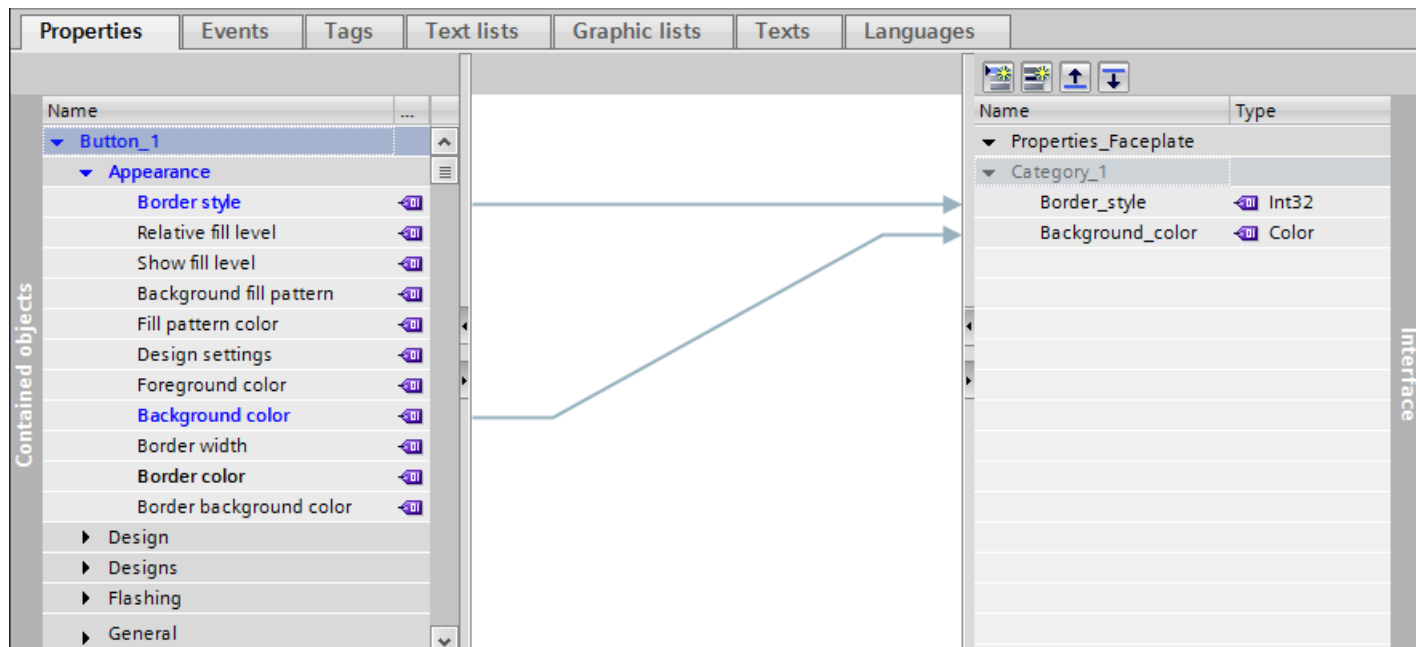 Properties Events Tags Text lists Graphic lists Texts Languages
Contained objects
Name ...
Button_1
Appearance
Border style
Relative fill level
Show fill level
Background fill pattern
Fill pattern color
Design settings
Foreground color
Background color
Border width
Border color
Border background color
Design
Designs
Flashing
General
Name Type
Properties_Faceplate
Category_1
Border_style Int32
Background_color Color
Interface